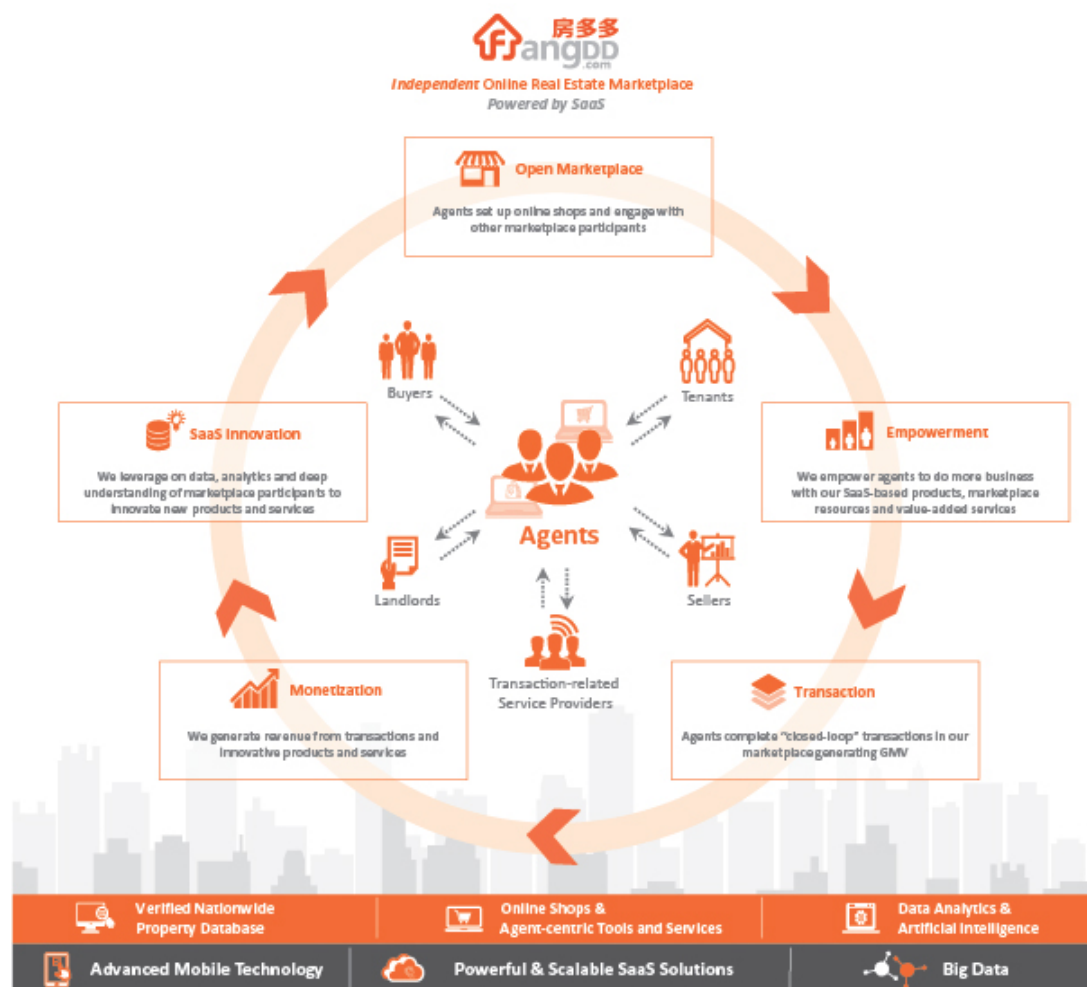 房多多
FangDD
.com
Independent Online Real Estate Marketplace
Powered by SaaS
Open Marketplace
Agents set up online shops and engage with
other marketplace participants
Buyers
Tenants
SaaS Innovation
We leverage on data, analytics and deep
understanding of marketplace participants to
innovate new products and services
Empowerment
We empower agents to do more business
with our SaaS-based products, marketplace
resources and value-added services
Agents
Landlords
Sellers
Transaction-related
Service Providers
Monetization
We generate revenue from transactions and
innovative products and services
Transaction
Agents complete “closed-loop” transactions in our
marketplace generating GMV
Verified Nationwide
Property Database
Online Shops &
Agent-centric Tools and Services
Data Analytics &
Artificial Intelligence
Advanced Mobile Technology
Powerful & Scalable SaaS Solutions
Big Data